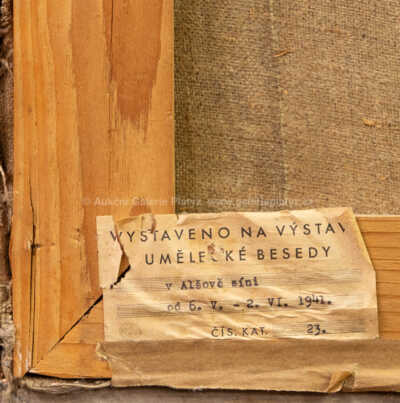 © Aukční Galerie Platýz www.galerieplatyz.cz
VYSTAVENO NA VÝSTAV
UMĚLECKÉ BESEDY
v Alšově síni
od 6. V. - 2. VI. 1941.
ČÍS. KAT. 23.